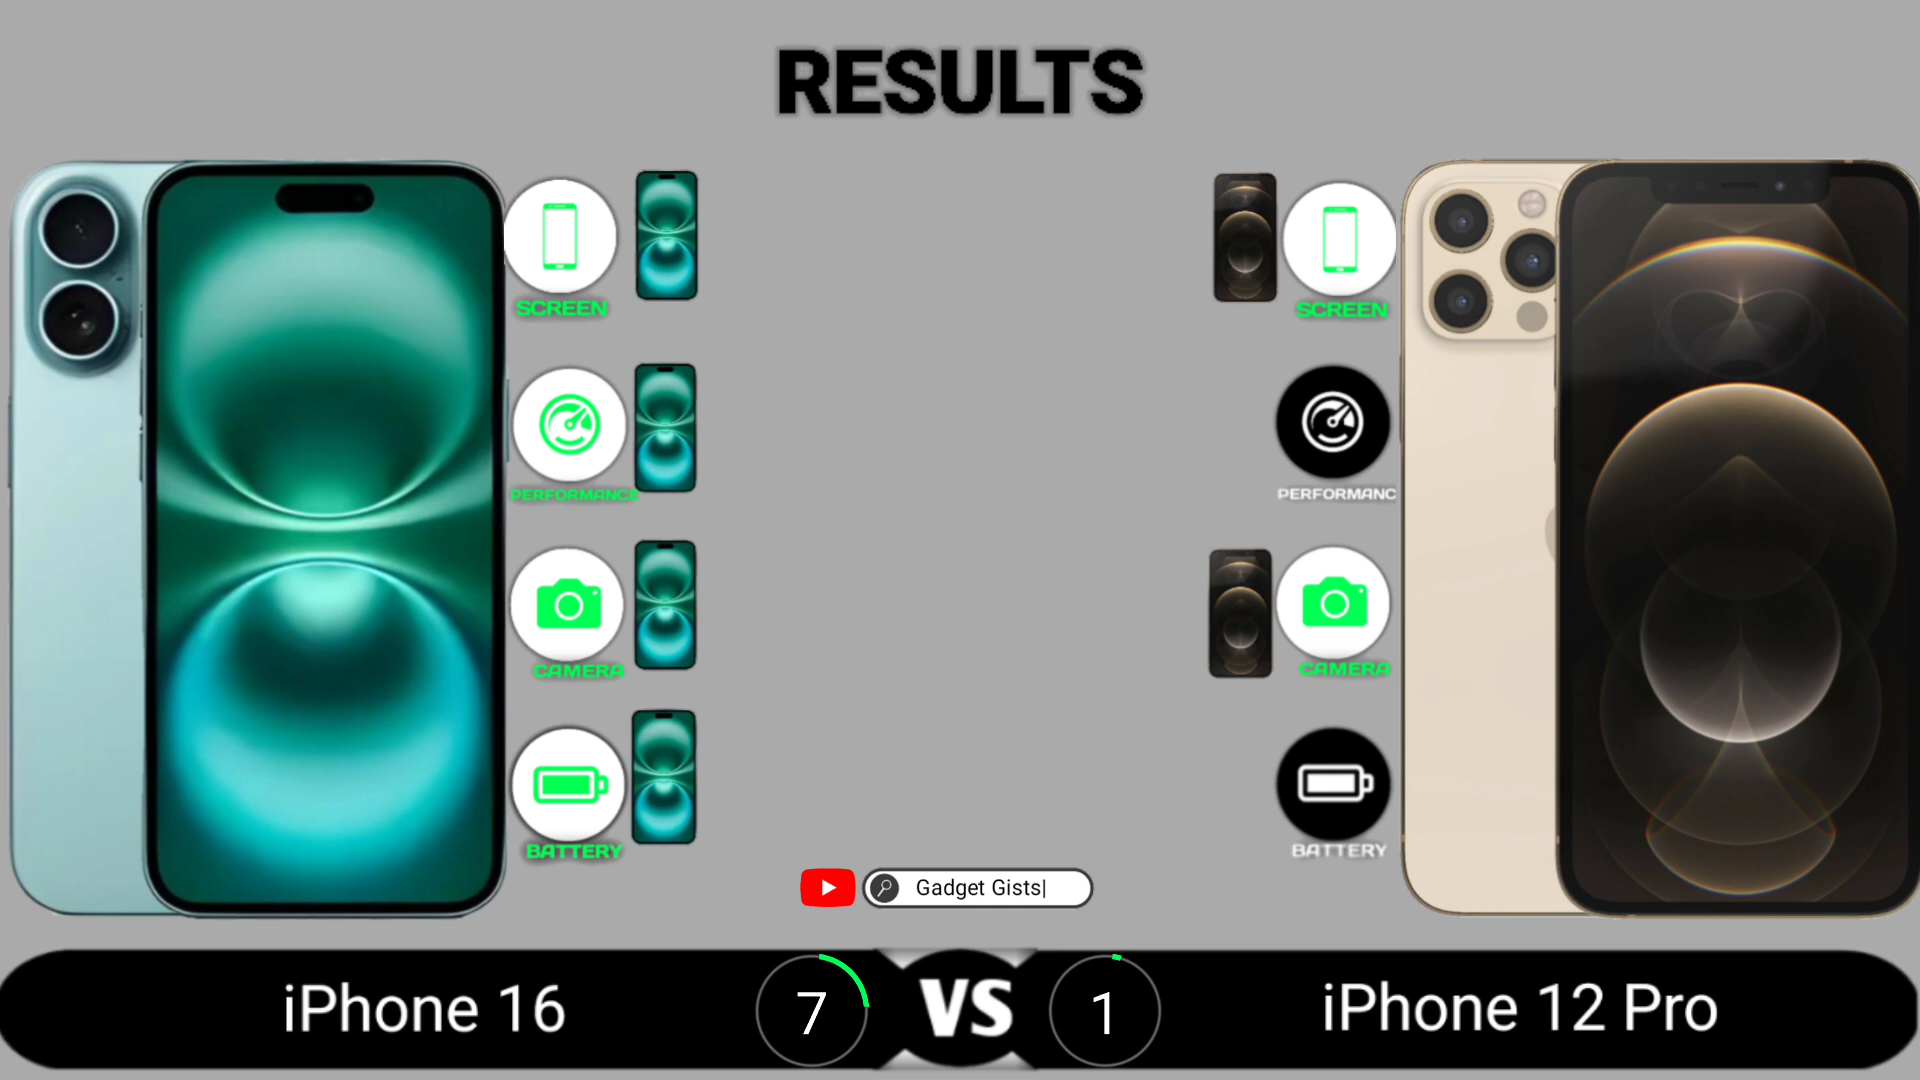 RESULTS
SCREEN
SCREEN
PERFORMANCE
PERFORMANC
CAMERA
CAMERA
BATTERY
BATTERY
Gadget Gists|
iPhone 16
7
VS
1
iPhone 12 Pro